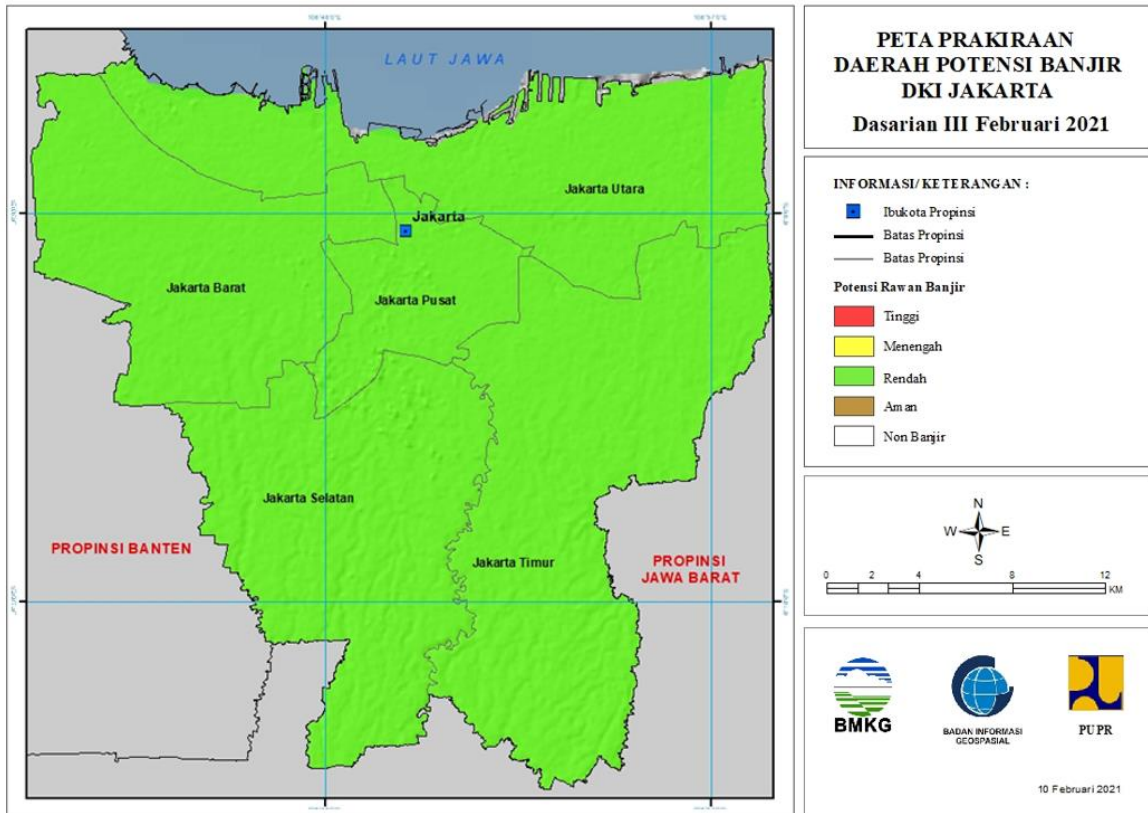 LAUT JAWA
Jakarta Utara
Jakarta
Jakarta Barat
Jakarta Pusat
Jakarta Selatan
PROPINSI BANTEN
Jakarta Timur
PROPINSI
JAWA BARAT
PETA PRAKIRAAN
DAERAH POTENSI BANJIR
DKI JAKARTA
Dasarian III Februari 2021
INFORMASI/KETERANGAN :
Ibukota Propinsi
Batas Propinsi
Batas Propinsi
Potensi Rawan Banjir
Tinggi
Menengah
Rendah
Aman
Non Banjir
N
W E
S
0 2 4 8 12
KM
BMKG
BADAN INFORMASI
GEOSPASIAL
PUPR
10 Februari 2021